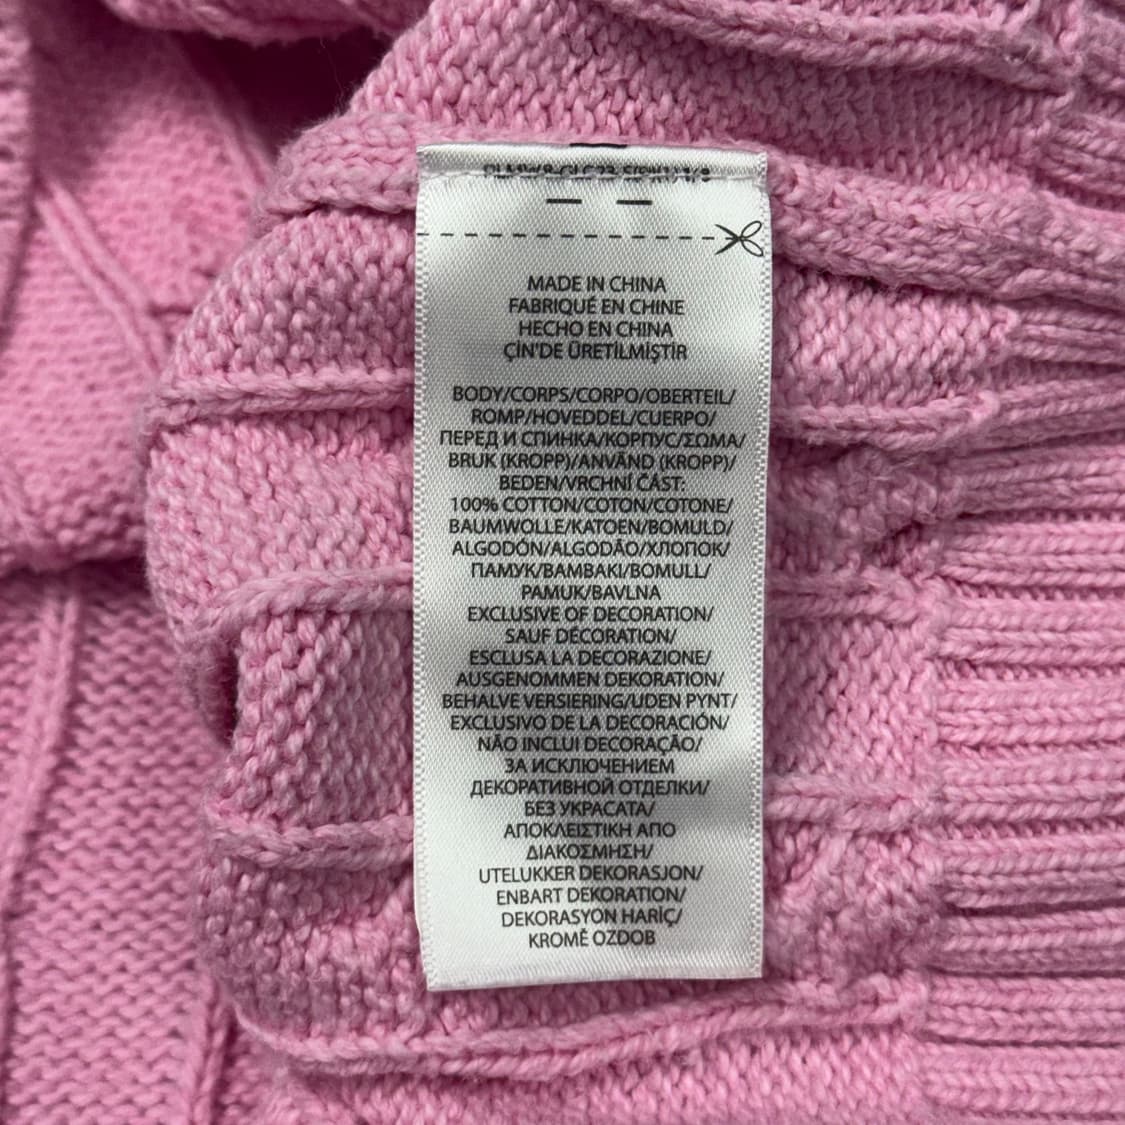 MADE IN CHINA
FABRIQUÉ EN CHINE
HECHO EN CHINA
ÇİN'DE ÜRETİLMİŞTİR
BODY/CORPS/CORPO/OBERTEIL/
ROMP/HOVEDDEL/CUERPO/
ПЕРЕД И СПИНКА/КОРПУС/ΣΩΜΑ/
BRUK (KROPP)/ANVÄND (KROPP)/
BEDEN/VRCHNÍ ČÁST:
100% COTTON/COTON/COTONE/
BAUMWOLLE/KATOEN/BOMULD/
ALGODÓN/ALGODÃO/ХЛОПОК/
ПАМУК/ΒΑΜΒΑΚΙ/BOMULL/
PAMUK/BAVLNA
EXCLUSIVE OF DECORATION/
SAUF DÉCORATION/
ESCLUSA LA DECORAZIONE/
AUSGENOMMEN DEKORATION/
BEHALVE VERSIERING/UDEN PYNT/
EXCLUSIVO DE LA DECORACIÓN/
NÃO INCLUI DECORAÇÃO/
ЗА ИСКЛЮЧЕНИЕМ
ДЕКОРАТИВНОЙ ОТДЕЛКИ/
БЕЗ УКРАСАТА/
ΑΠΟΚΛΕΙΣΤΙΚΗ ΑΠΟ
ΔΙΑΚΟΣΜΗΣΗ/
UTELUKKER DEKORASJON/
ENBART DEKORATION/
DEKORASYON HARİÇ/
KROMĚ OZDOB